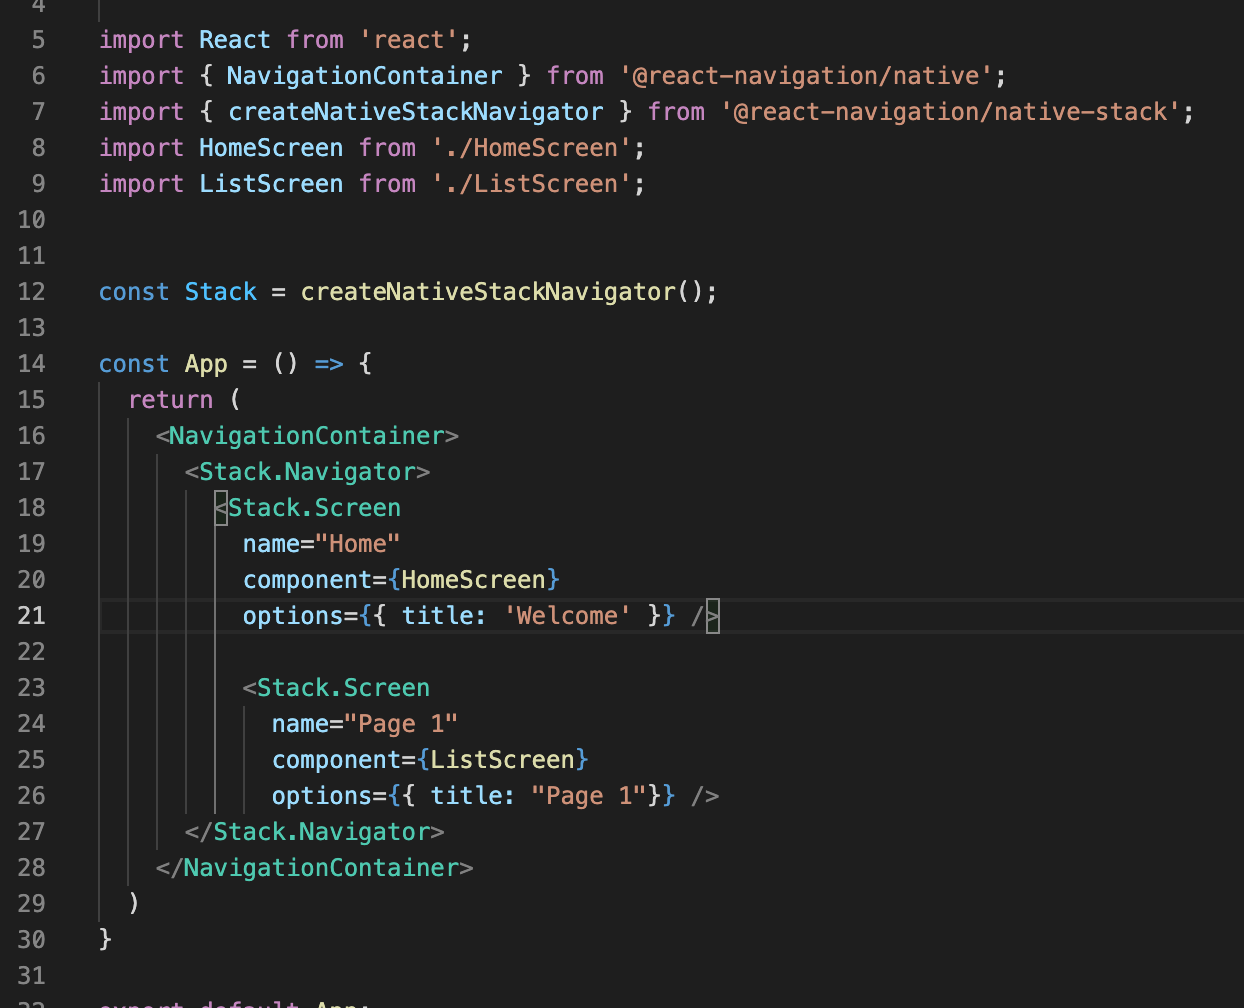 4
5 import React from 'react';
6 import { NavigationContainer } from '@react-navigation/native';
7 import { createNativeStackNavigator } from '@react-navigation/native-stack';
8 import HomeScreen from './HomeScreen';
9 import ListScreen from './ListScreen';
10
11
12 const Stack = createNativeStackNavigator();
13
14 const App = () => {
15   return (
16     <NavigationContainer>
17       <Stack.Navigator>
18         <Stack.Screen
19           name="Home"
20           component={HomeScreen}
21           options={{ title: 'Welcome' }} />
22
23           <Stack.Screen
24             name="Page 1"
25             component={ListScreen}
26             options={{ title: "Page 1"}} />
27       </Stack.Navigator>
28     </NavigationContainer>
29   )
30 }
31
32 export default App;